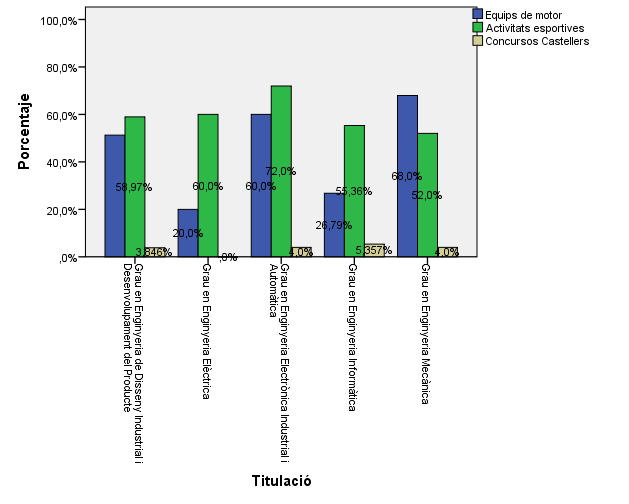 Equips de motor
Activitats esportives
Concursos Castellers
Porcentaje
100,0%
80,0%
60,0%
40,0%
20,0%
,0%
58,97%
3,846%
20,0%
60,0%
,0%
60,0%
72,0%
4,0%
26,79%
55,36%
5,357%
68,0%
52,0%
4,0%
Grau en Enginyeria de Disseny Industrial i
Desenvolupament del Producte
Grau en Enginyeria Elèctrica
Grau en Enginyeria Electrònica Industrial i
Automàtica
Grau en Enginyeria Informàtica
Grau en Enginyeria Mecànica
Titulació